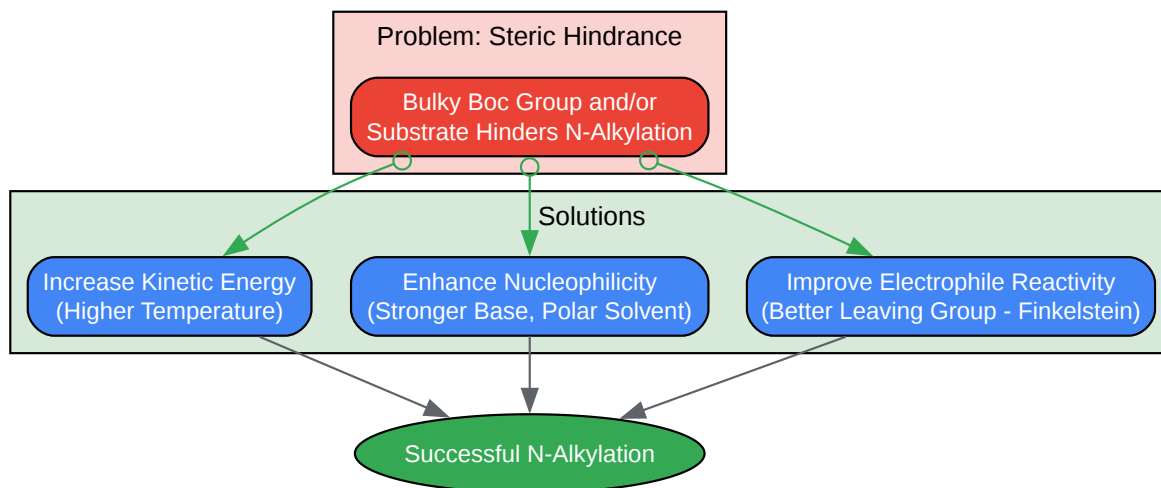 Problem: Steric Hindrance
Bulky Boc Group and/or
Substrate Hinders N-Alkylation
Solutions
Increase Kinetic Energy
(Higher Temperature)
Enhance Nucleophilicity
(Stronger Base, Polar Solvent)
Improve Electrophile Reactivity
(Better Leaving Group - Finkelstein)
Successful N-Alkylation